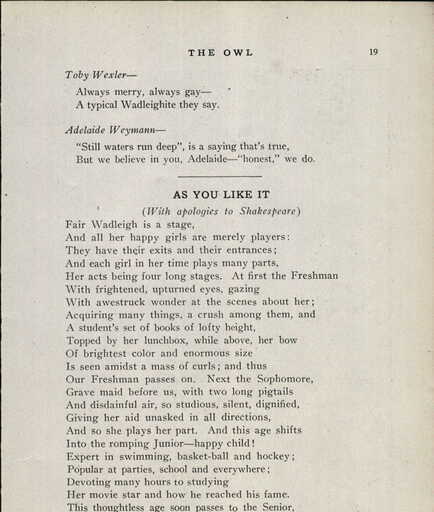 THE OWL 19
Toby Wexler—
Always merry, always gay—
A typical Wadleighite they say.
Adelaide Weymann—
"Still waters run deep", is a saying that's true,
But we believe in you, Adelaide—"honest," we do.
AS YOU LIKE IT
(With apologies to Shakespeare)
Fair Wadleigh is a stage,
And all her happy girls are merely players:
They have their exits and their entrances;
And each girl in her time plays many parts,
Her acts being four long stages. At first the Freshman
With frightened, upturned eyes, gazing
With awestruck wonder at the scenes about her;
Acquiring many things, a crush among them, and
A student's set of books of lofty height,
Topped by her lunchbox, while above, her bow
Of brightest color and enormous size
Is seen amidst a mass of curls; and thus
Our Freshman passes on. Next the Sophomore,
Grave maid before us, with two long pigtails
And disdainful air, so studious, silent, dignified,
Giving her aid unasked in all directions,
And so she plays her part. And this age shifts
Into the romping Junior—happy child!
Expert in swimming, basket-ball and hockey;
Popular at parties, school and everywhere;
Devoting many hours to studying
Her movie star and how he reached his fame.
This thoughtless age soon passes to the Senior,